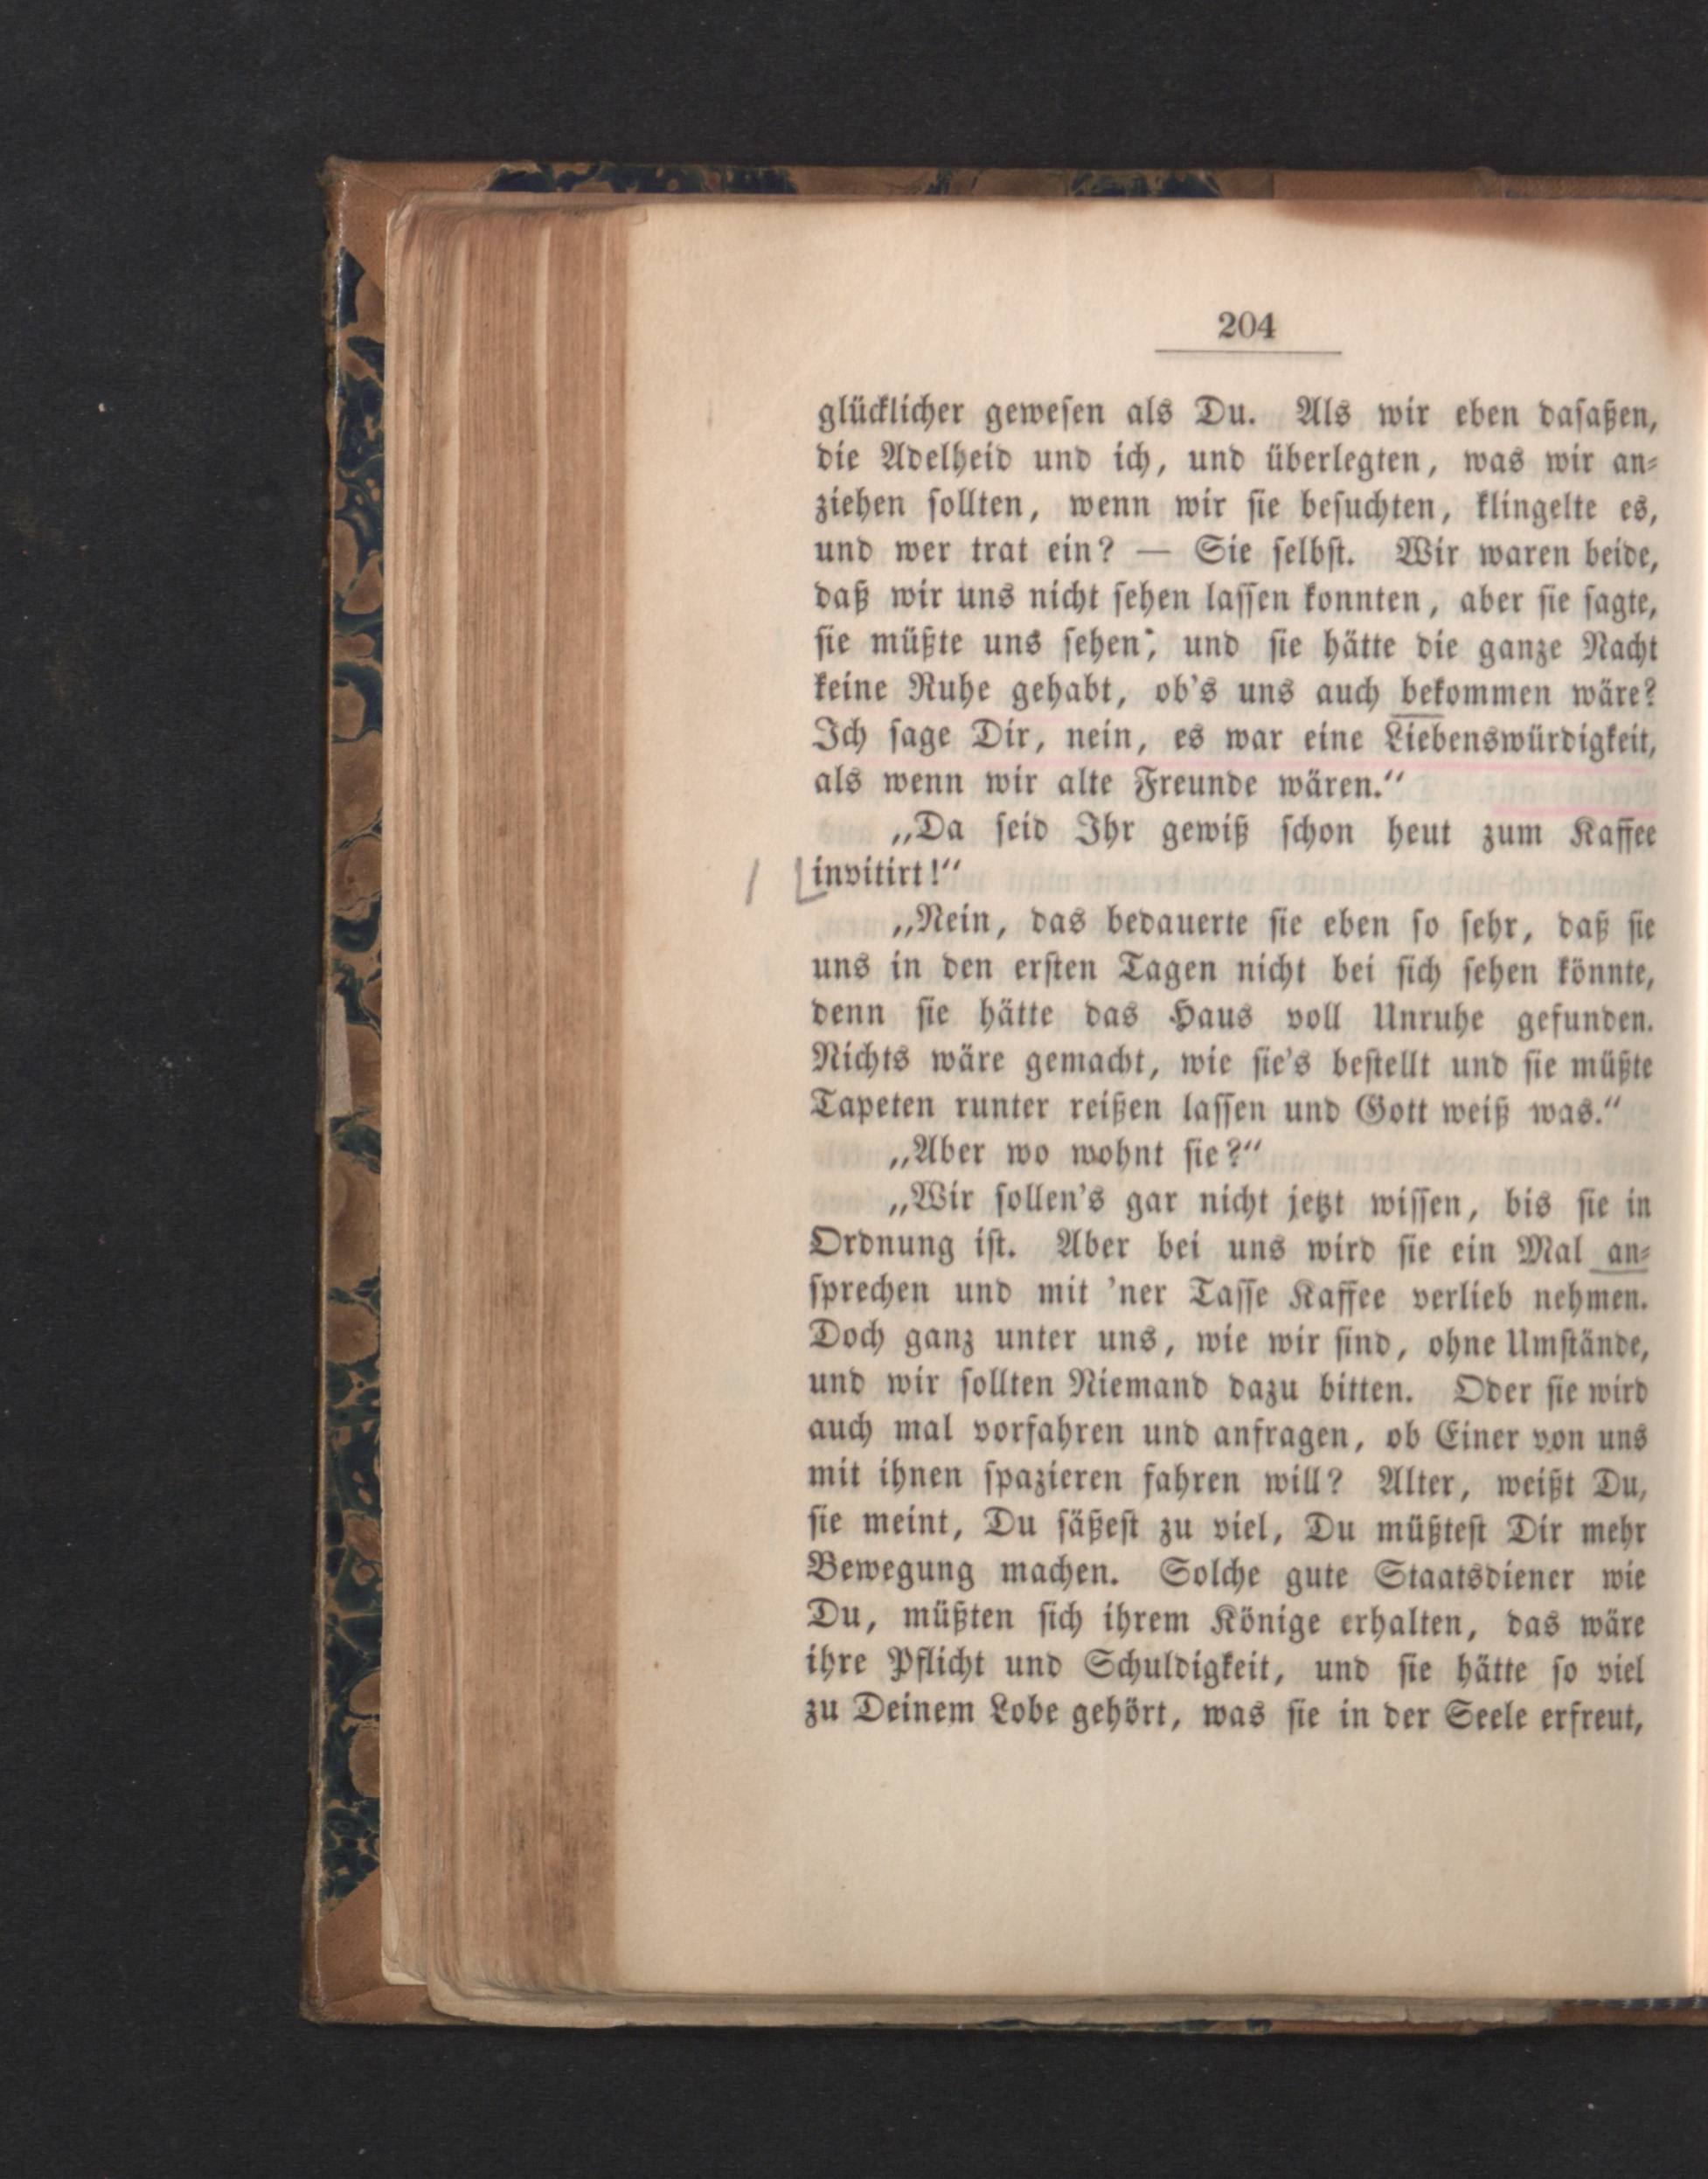 204
glücklicher gewesen als Du. Als wir eben dasaßen,
die Adelheid und ich, und überlegten, was wir an-
ziehen sollten, wenn wir sie besuchten, klingelte es,
und wer trat ein? — Sie selbst. Wir waren beide,
daß wir uns nicht sehen lassen konnten, aber sie sagte,
sie müßte uns sehen; und sie hätte die ganze Nacht
keine Ruhe gehabt, ob's uns auch bekommen wäre?
Ich sage Dir, nein, es war eine Liebenswürdigkeit,
als wenn wir alte Freunde wären.“
„Da seid Ihr gewiß schon heut zum Kaffee
invitirt!“
„Nein, das bedauerte sie eben so sehr, daß sie
uns in den ersten Tagen nicht bei sich sehen könnte,
denn sie hätte das Haus voll Unruhe gefunden.
Nichts wäre gemacht, wie sie's bestellt und sie müßte
Tapeten runter reißen lassen und Gott weiß was.“
„Aber wo wohnt sie?“
„Wir sollen's gar nicht jetzt wissen, bis sie in
Ordnung ist. Aber bei uns wird sie ein Mal an-
sprechen und mit 'ner Tasse Kaffee verlieb nehmen.
Doch ganz unter uns, wie wir sind, ohne Umstände,
und wir sollten Niemand dazu bitten. Oder sie wird
auch mal vorfahren und anfragen, ob Einer von uns
mit ihnen spazieren fahren will? Alter, weißt Du,
sie meint, Du säßest zu viel, Du müßtest Dir mehr
Bewegung machen. Solche gute Staatsdiener wie
Du, müßten sich ihrem Könige erhalten, das wäre
ihre Pflicht und Schuldigkeit, und sie hätte so viel
zu Deinem Lobe gehört, was sie in der Seele erfreut,